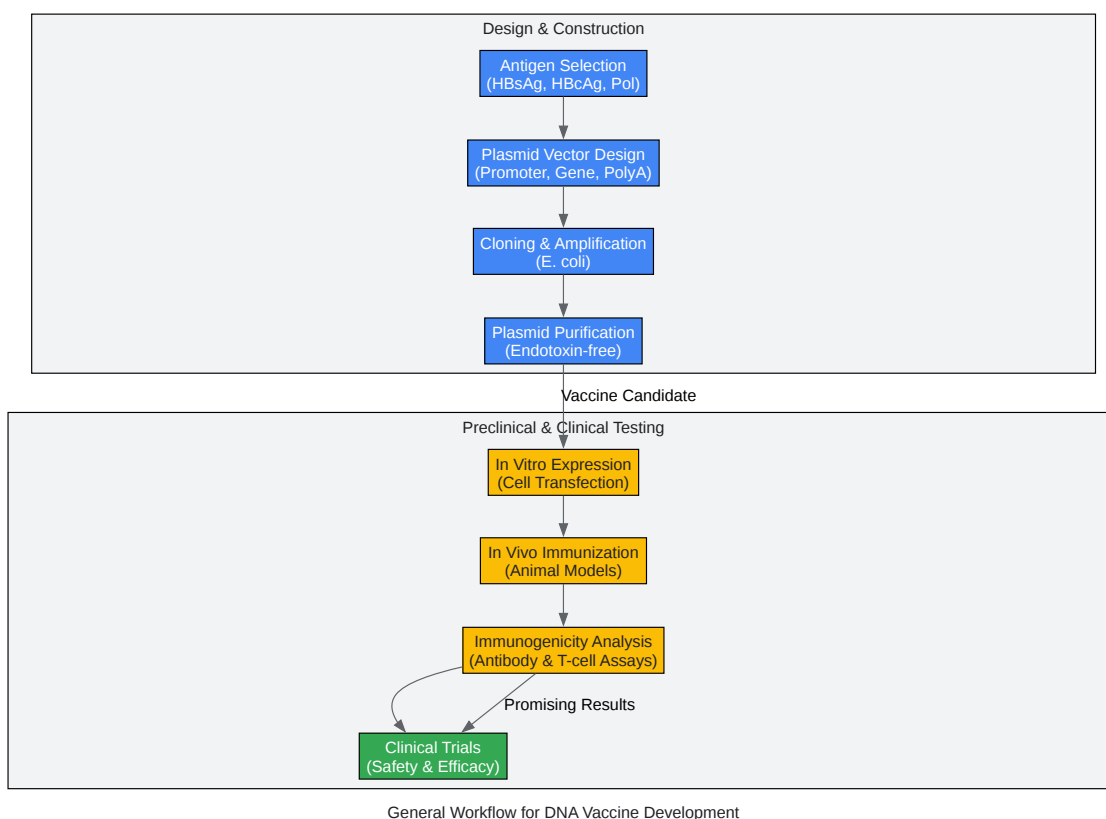 Design & Construction
Antigen Selection
(HBsAg, HBcAg, Pol)
Plasmid Vector Design
(Promoter, Gene, PolyA)
Cloning & Amplification
(E. coli)
Plasmid Purification
(Endotoxin-free)
Vaccine Candidate
Preclinical & Clinical Testing
In Vitro Expression
(Cell Transfection)
In Vivo Immunization
(Animal Models)
Immunogenicity Analysis
(Antibody & T-cell Assays)
Promising Results
Clinical Trials
(Safety & Efficacy)
General Workflow for DNA Vaccine Development